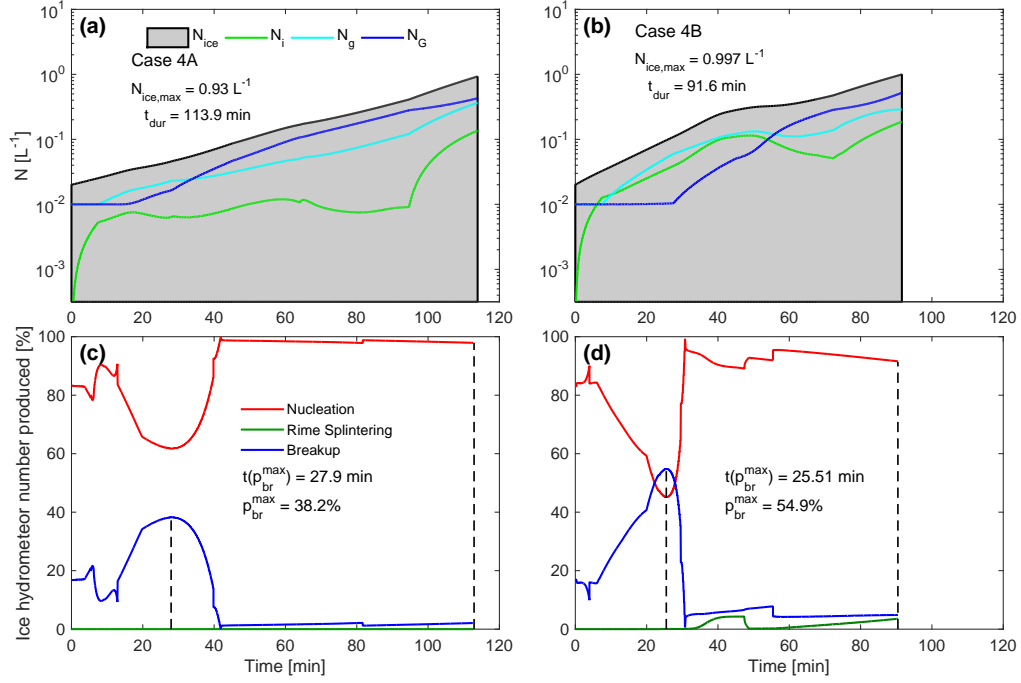 (a)
N_ice N_i N_g N_G
Case 4A
N_ice,max = 0.93 L^-1
t_dur = 113.9 min
N [L^-1]
10^1
10^0
10^-1
10^-2
10^-3
0 20 40 60 80 100 120
(b)
Case 4B
N_ice,max = 0.997 L^-1
t_dur = 91.6 min
10^1
10^0
10^-1
10^-2
10^-3
0 20 40 60 80 100 120
(c)
Ice hydrometeor number produced [%]
100
80
60
40
20
0
Nucleation
Rime Splintering
Breakup
t(p_br^max) = 27.9 min
p_br^max = 38.2%
0 20 40 60 80 100 120
Time [min]
(d)
100
80
60
40
20
0
t(p_br^max) = 25.51 min
p_br^max = 54.9%
0 20 40 60 80 100 120
Time [min]